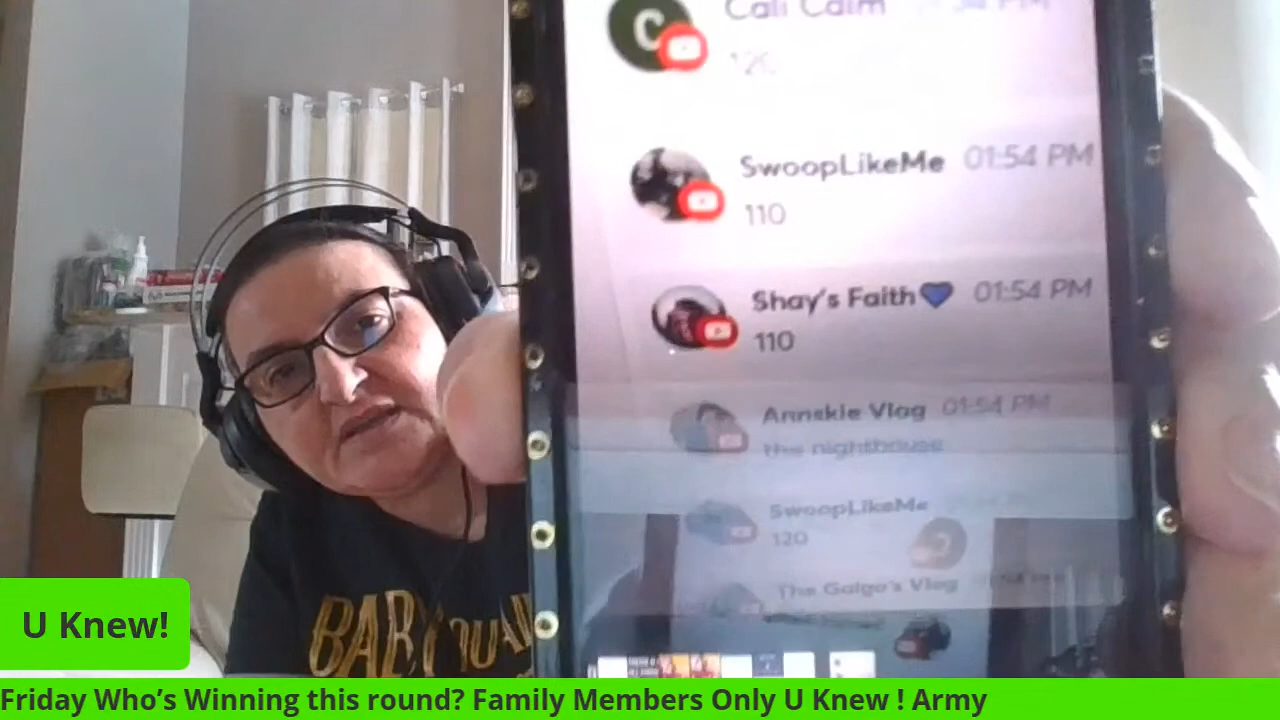 Cali Calm
SwoopLikeMe 01:54 PM
110
Shay's Faith💙 01:54 PM
110
Annskie Vlog 01:54 PM
the nighthouse
SwoopLikeMe
120
The Galgo's Vlog
BABY
U Knew!
Friday Who's Winning this round? Family Members Only U Knew ! Army